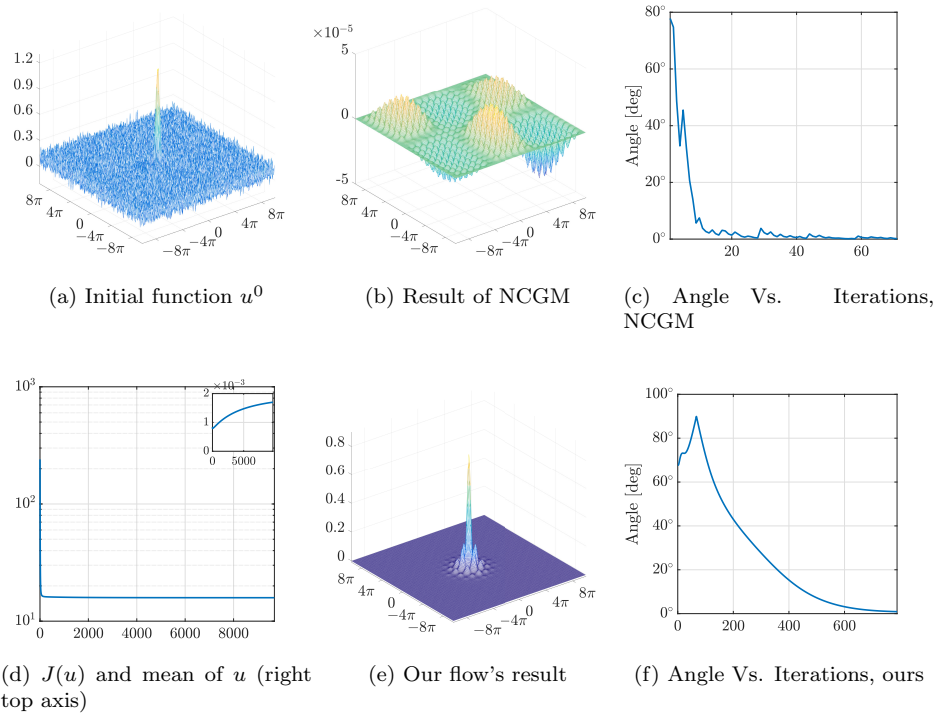 1.2
0.9
0.6
0.3
0
8π
4π
0
−4π
−8π
−8π
−4π
0
4π
8π
(a) Initial function u⁰
×10⁻⁵
5
0
-5
8π
4π
0
−4π
−8π
−8π
−4π
0
4π
8π
(b) Result of NCGM
80°
60°
40°
20°
0°
Angle [deg]
20
40
60
(c) Angle Vs. Iterations,
NCGM
10³
10²
10¹
0
2000
4000
6000
8000
×10⁻³
2
1
0
0
5000
(d) J(u) and mean of u (right
top axis)
0.8
0.6
0.4
0.2
0
8π
4π
0
−4π
−8π
−8π
−4π
0
4π
8π
(e) Our flow's result
100°
80°
60°
40°
20°
0°
Angle [deg]
0
200
400
600
(f) Angle Vs. Iterations, ours